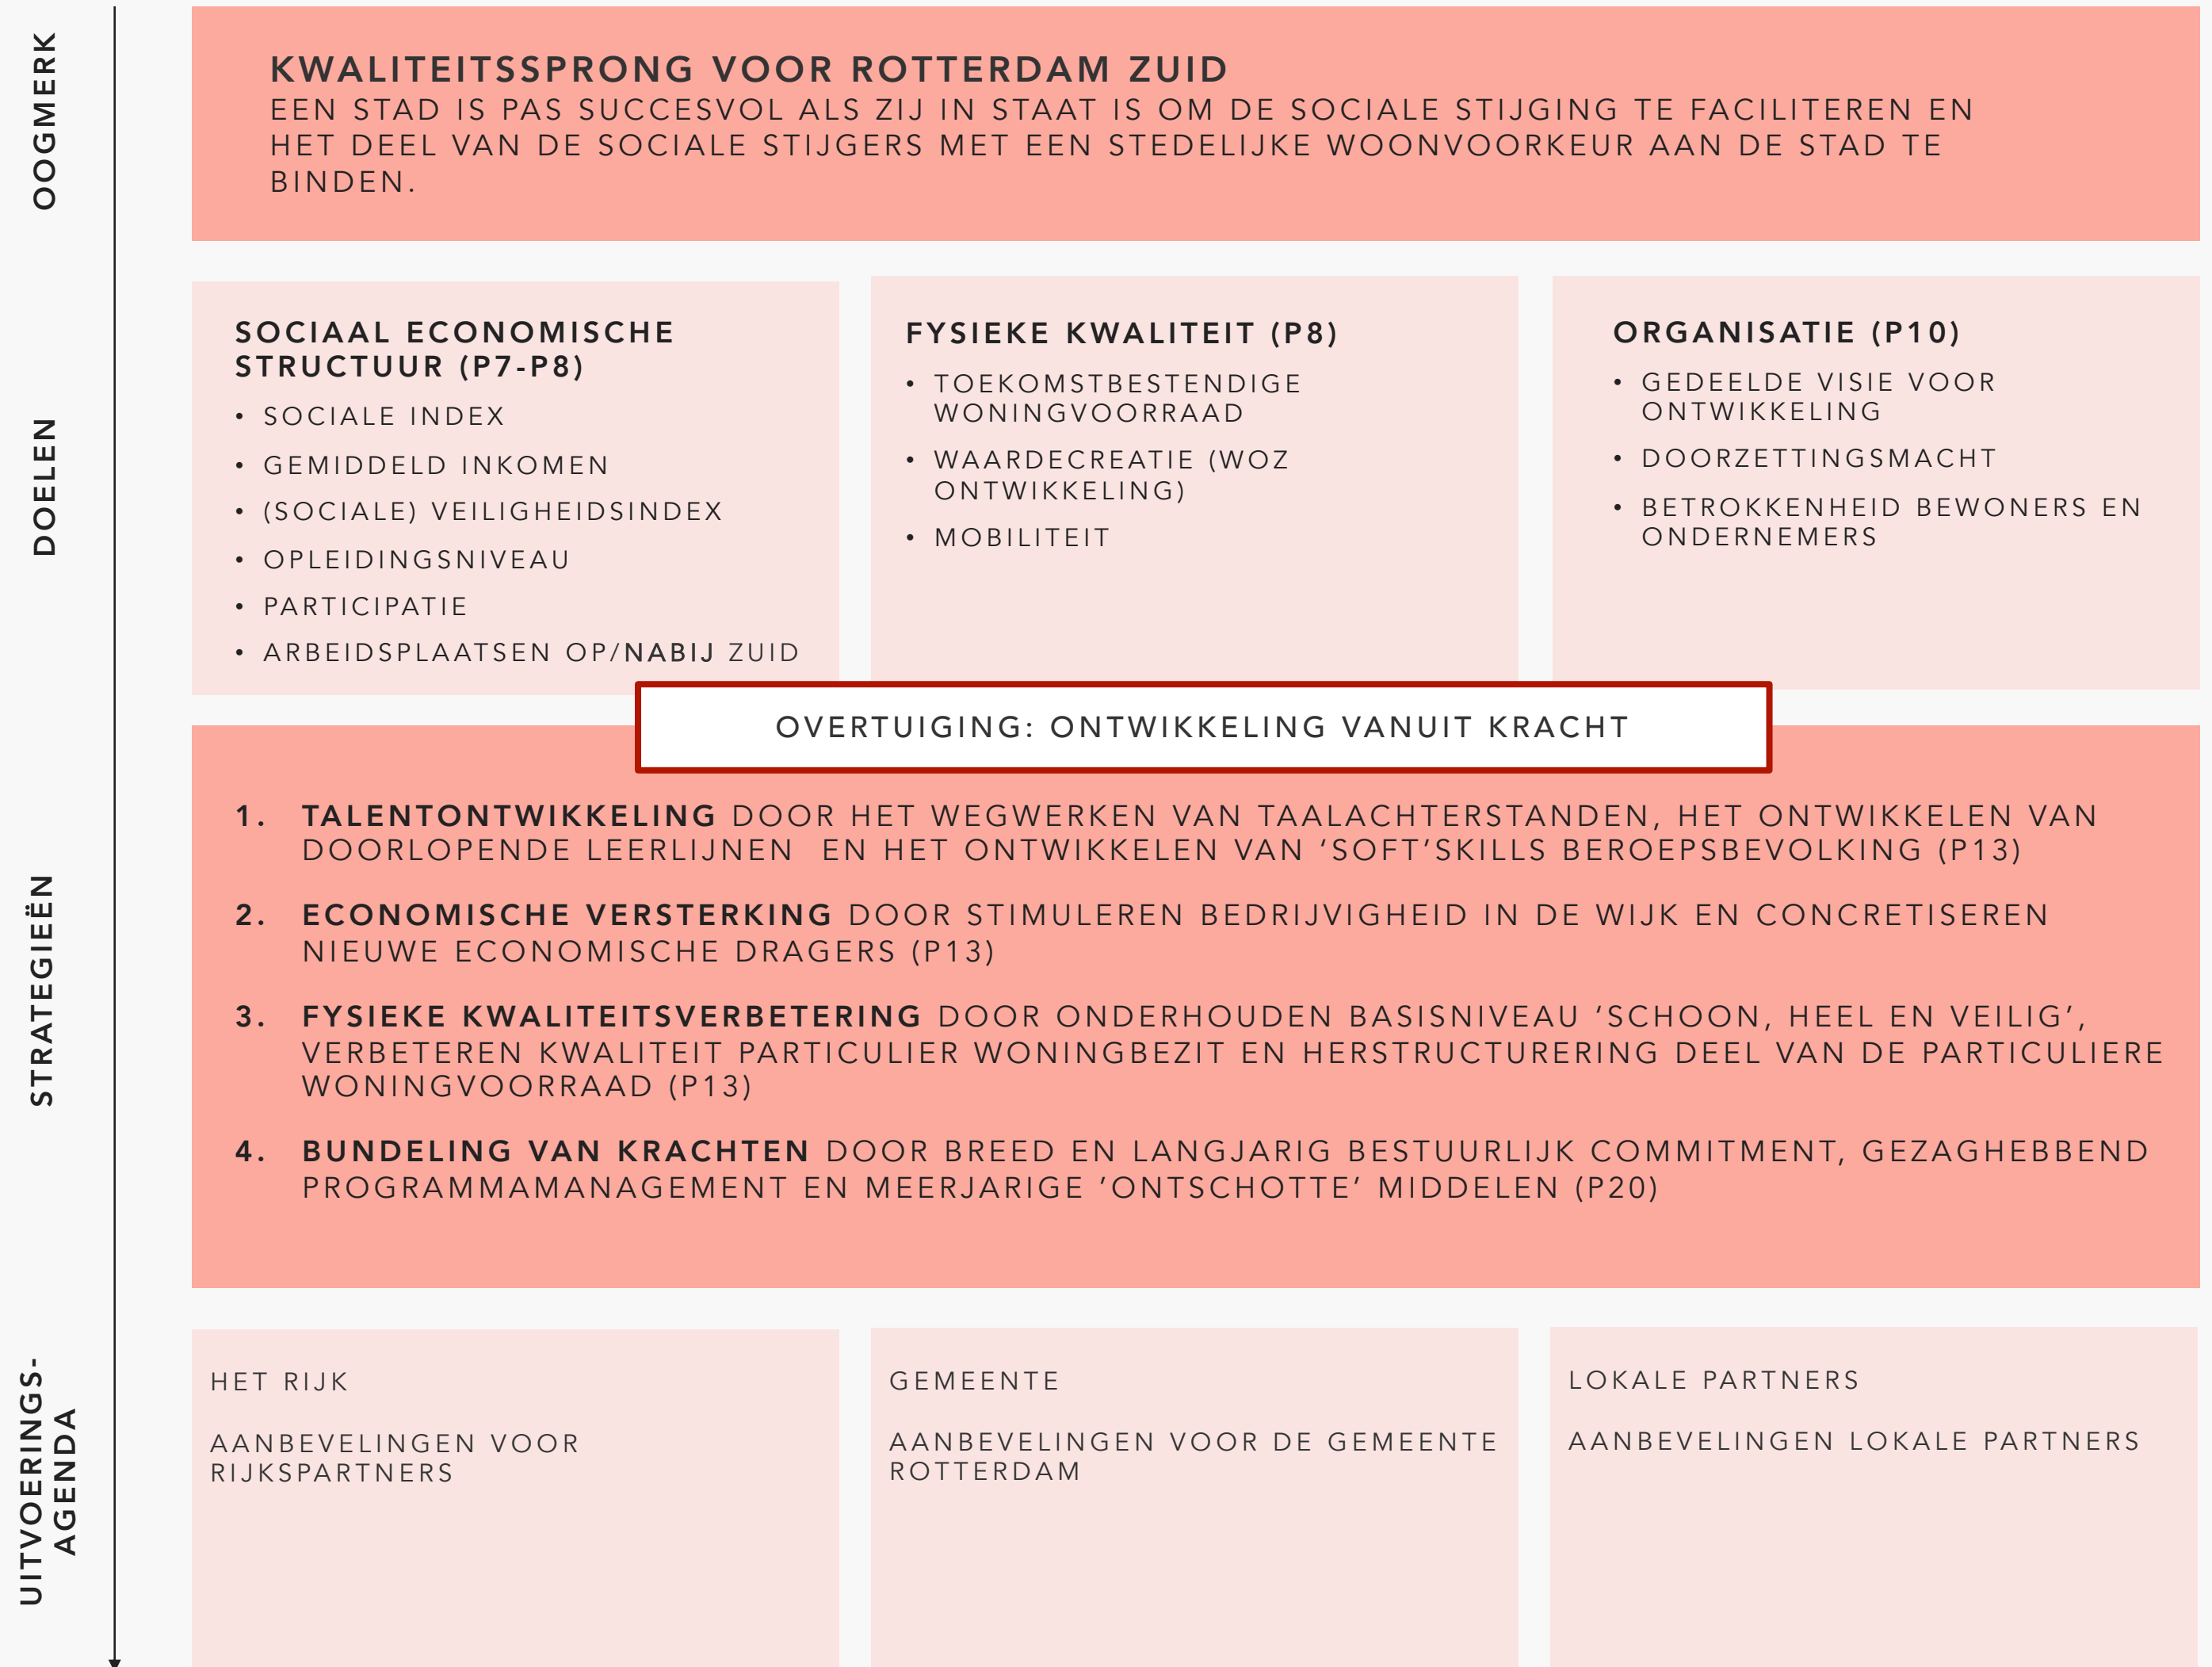 OOGMERK
KWALITEITSSPRONG VOOR ROTTERDAM ZUID
EEN STAD IS PAS SUCCESVOL ALS ZIJ IN STAAT IS OM DE SOCIALE STIJGING TE FACILITEREN EN
HET DEEL VAN DE SOCIALE STIJGERS MET EEN STEDELIJKE WOONVOORKEUR AAN DE STAD TE
BINDEN.
DOELEN
SOCIAAL ECONOMISCHE
STRUCTUUR (P7-P8)
• SOCIALE INDEX
• GEMIDDELD INKOMEN
• (SOCIALE) VEILIGHEIDSINDEX
• OPLEIDINGSNIVEAU
• PARTICIPATIE
• ARBEIDSPLAATSEN OP/NABIJ ZUID
FYSIEKE KWALITEIT (P8)
• TOEKOMSTBESTENDIGE
WONINGVOORRAAD
• WAARDECREATIE (WOZ
ONTWIKKELING)
• MOBILITEIT
ORGANISATIE (P10)
• GEDEELDE VISIE VOOR
ONTWIKKELING
• DOORZETTINGSMACHT
• BETROKKENHEID BEWONERS EN
ONDERNEMERS
OVERTUIGING: ONTWIKKELING VANUIT KRACHT
STRATEGIEËN
1. TALENTONTWIKKELING DOOR HET WEGWERKEN VAN TAALACHTERSTANDEN, HET ONTWIKKELEN VAN
DOORLOPENDE LEERLIJNEN EN HET ONTWIKKELEN VAN ‘SOFT’SKILLS BEROEPSBEVOLKING (P13)
2. ECONOMISCHE VERSTERKING DOOR STIMULEREN BEDRIJVIGHEID IN DE WIJK EN CONCRETISEREN
NIEUWE ECONOMISCHE DRAGERS (P13)
3. FYSIEKE KWALITEITSVERBETERING DOOR ONDERHOUDEN BASISNIVEAU ‘SCHOON, HEEL EN VEILIG’,
VERBETEREN KWALITEIT PARTICULIER WONINGBEZIT EN HERSTRUCTURERING DEEL VAN DE PARTICULIERE
WONINGVOORRAAD (P13)
4. BUNDELING VAN KRACHTEN DOOR BREED EN LANGJARIG BESTUURLIJK COMMITMENT, GEZAGHEBBEND
PROGRAMMAMANAGEMENT EN MEERJARIGE ‘ONTSCHOTTE’ MIDDELEN (P20)
UITVOERINGS-
AGENDA
HET RIJK
AANBEVELINGEN VOOR
RIJKSPARTNERS
GEMEENTE
AANBEVELINGEN VOOR DE GEMEENTE
ROTTERDAM
LOKALE PARTNERS
AANBEVELINGEN LOKALE PARTNERS